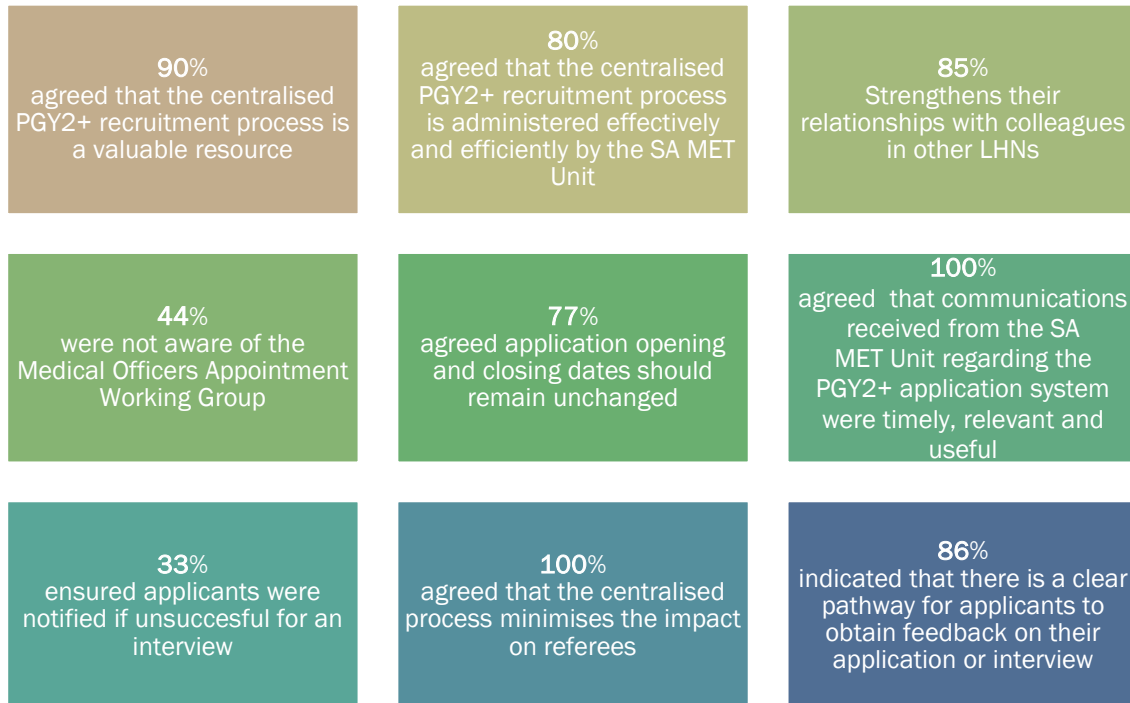 90%
agreed that the centralised
PGY2+ recruitment process is
a valuable resource
80%
agreed that the centralised
PGY2+ recruitment process
is administered effectively
and efficiently by the SA MET
Unit
85%
Strengthens their
relationships with colleagues
in other LHNs
44%
were not aware of the
Medical Officers Appointment
Working Group
77%
agreed application opening
and closing dates should
remain unchanged
100%
agreed that communications
received from the SA
MET Unit regarding the
PGY2+ application system
were timely, relevant and
useful
33%
ensured applicants were
notified if unsuccesful for an
interview
100%
agreed that the centralised
process minimises the impact
on referees
86%
indicated that there is a clear
pathway for applicants to
obtain feedback on their
application or interview